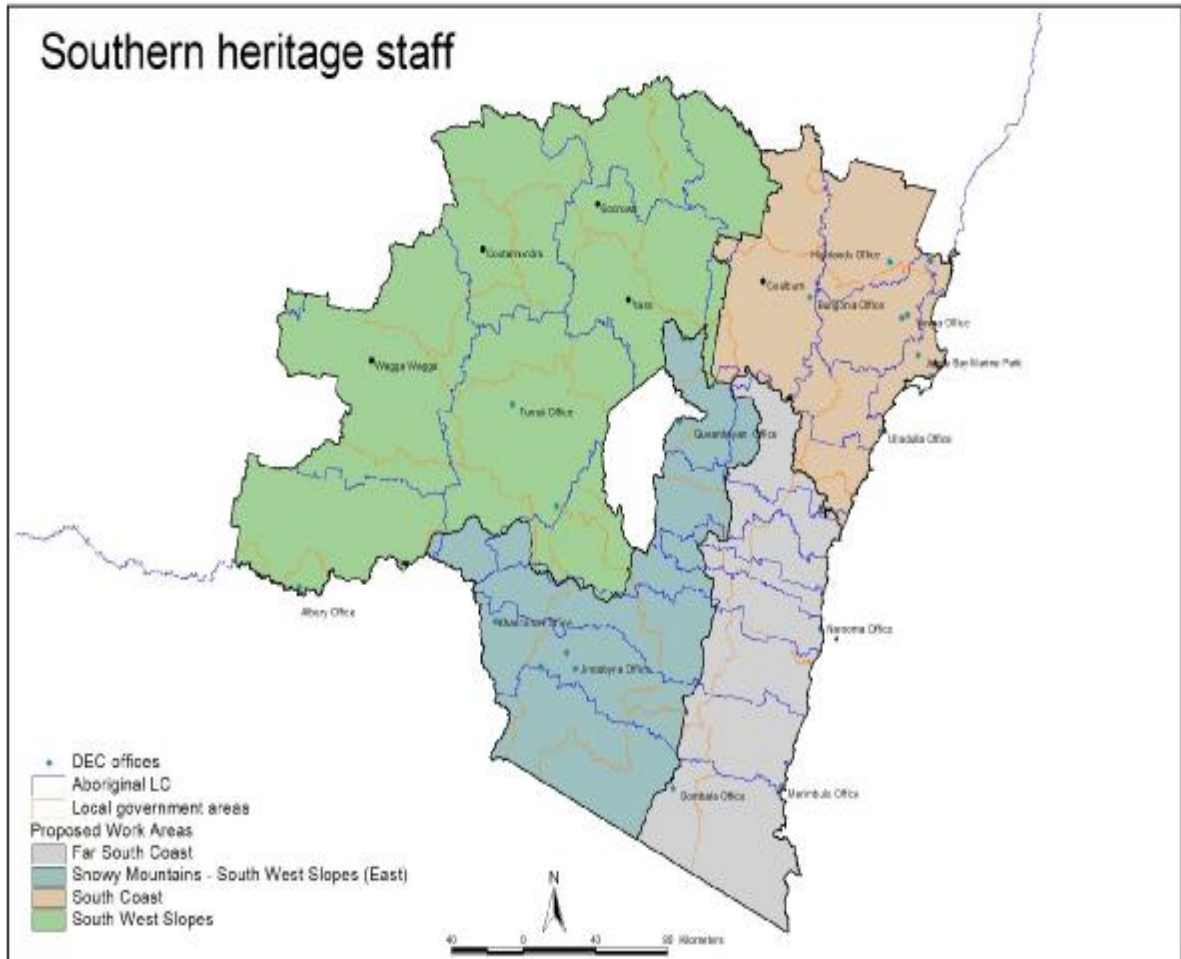 Southern heritage staff
Boorowa
Cootamundra
Highlands Office
Goulburn
Bungonia Office
Yass
Nowra Office
Jervis Bay Marine Park
Wagga Wagga
Tumut Office
Queanbeyan Office
Ulladulla Office
Albury Office
Narooma Office
Jindabyne Office
Bombala Office
Merimbula Office
DEC offices
Aboriginal LC
Local government areas
Proposed Work Areas
Far South Coast
Snowy Mountains - South West Slopes (East)
South Coast
South West Slopes
N
40 0 40 80 Kilometers